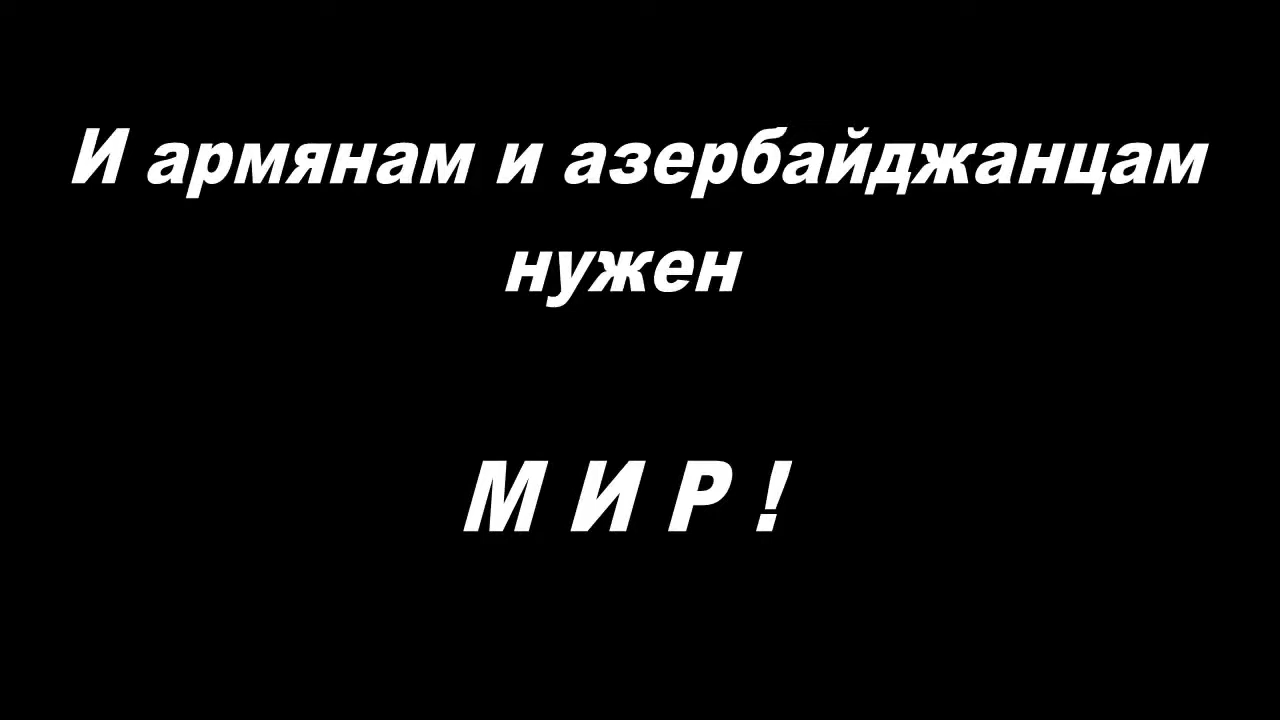 И армянам и азербайджанцам
нужен
М И Р !